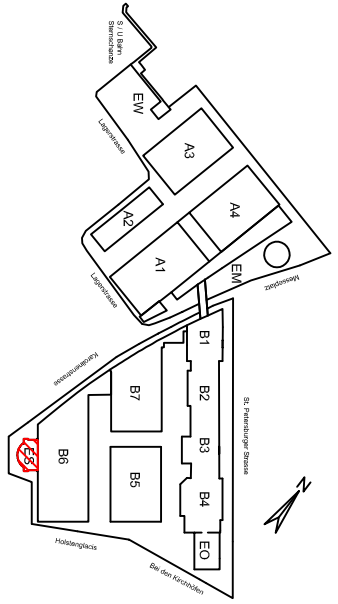 S / U Bahn
Sternschanze
EW
Lagerstrasse
A3
A4
A2
A1
EM
Messeplatz
Lagerstrasse
Karolinenstrasse
B1
B2
B7
St. Petersburger Strasse
B3
B6
B5
B4
ES
N
EO
Holstenglacis
Bei den Kirchhöfen